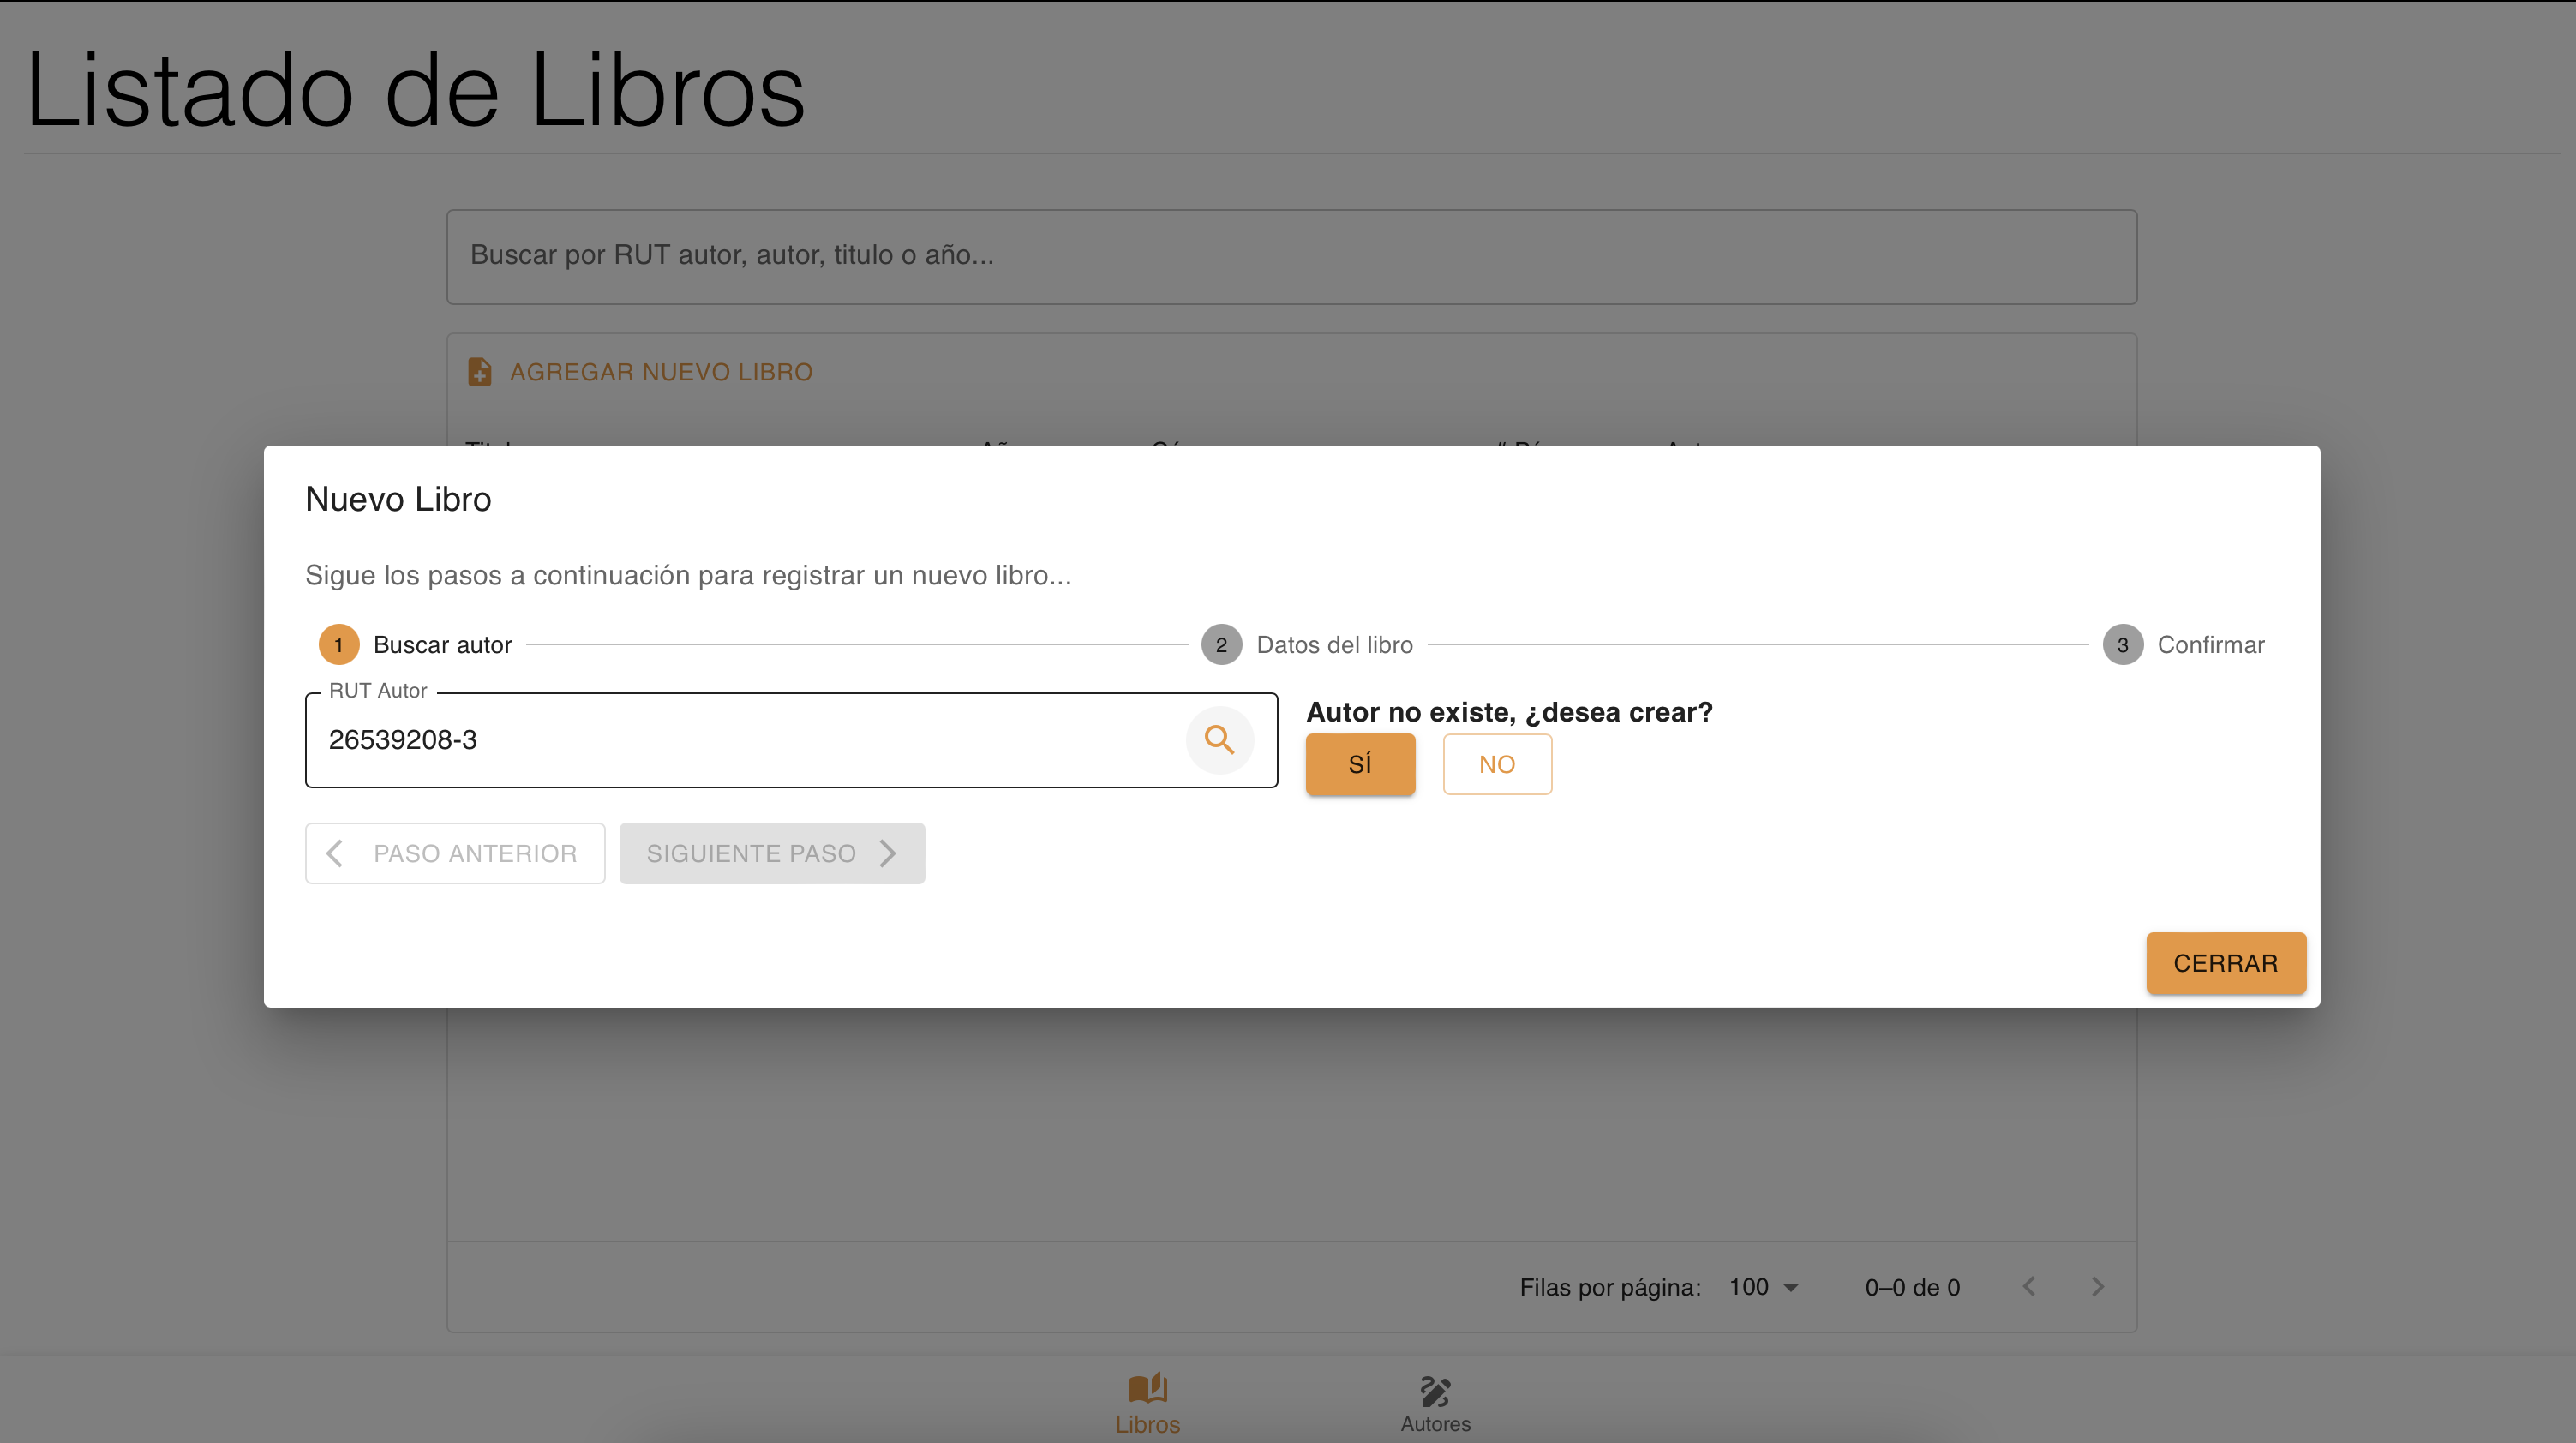 Listado de Libros
Buscar por RUT autor, autor, titulo o año...
AGREGAR NUEVO LIBRO
Nuevo Libro
Sigue los pasos a continuación para registrar un nuevo libro...
1 Buscar autor 2 Datos del libro 3 Confirmar
RUT Autor
26539208-3
Autor no existe, ¿desea crear?
SÍ NO
PASO ANTERIOR SIGUIENTE PASO
CERRAR
Filas por página: 100 0–0 de 0
Libros Autores